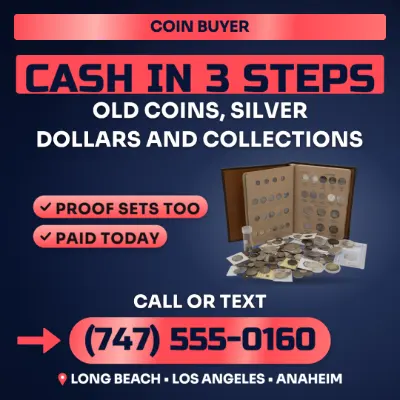 COIN BUYER
CASH IN 3 STEPS
OLD COINS, SILVER
DOLLARS AND COLLECTIONS
✓ PROOF SETS TOO
✓ PAID TODAY
CALL OR TEXT
(747) 555-0160
LONG BEACH • LOS ANGELES • ANAHEIM